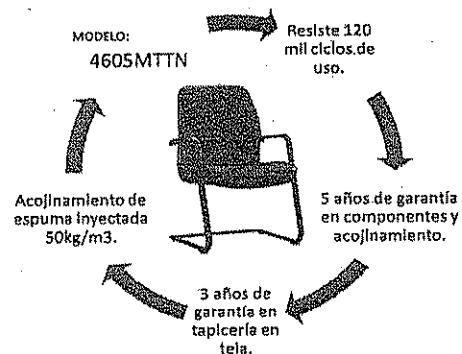 MODELO:
4605MTTN
Resiste 120
mil ciclos de
uso.
5 años de garantía
en componentes y
acojinamiento.
3 años de
garantía en
tapicería en
tela.
Acojinamiento de
espuma inyectada
50kg/m3.